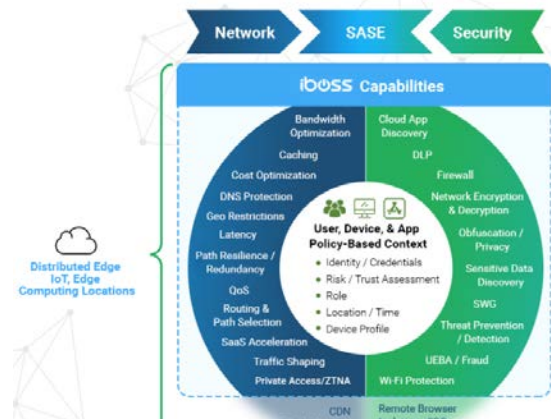 Network
SASE
Security
iboss Capabilities
Bandwidth
Optimization
Caching
Cost Optimization
DNS Protection
Geo Restrictions
Latency
Path Resilience /
Redundancy
QoS
Routing &
Path Selection
SaaS Acceleration
Traffic Shaping
Private Access/ZTNA
CDN
Cloud App
Discovery
DLP
Firewall
Network Encryption
& Decryption
Obfuscation /
Privacy
Sensitive Data
Discovery
SWG
Threat Prevention
/ Detection
UEBA / Fraud
Wi-Fi Protection
Remote Browser
User, Device, & App
Policy-Based Context
• Identity / Credentials
• Risk / Trust Assessment
• Role
• Location / Time
• Device Profile
Distributed Edge
IoT, Edge
Computing Locations